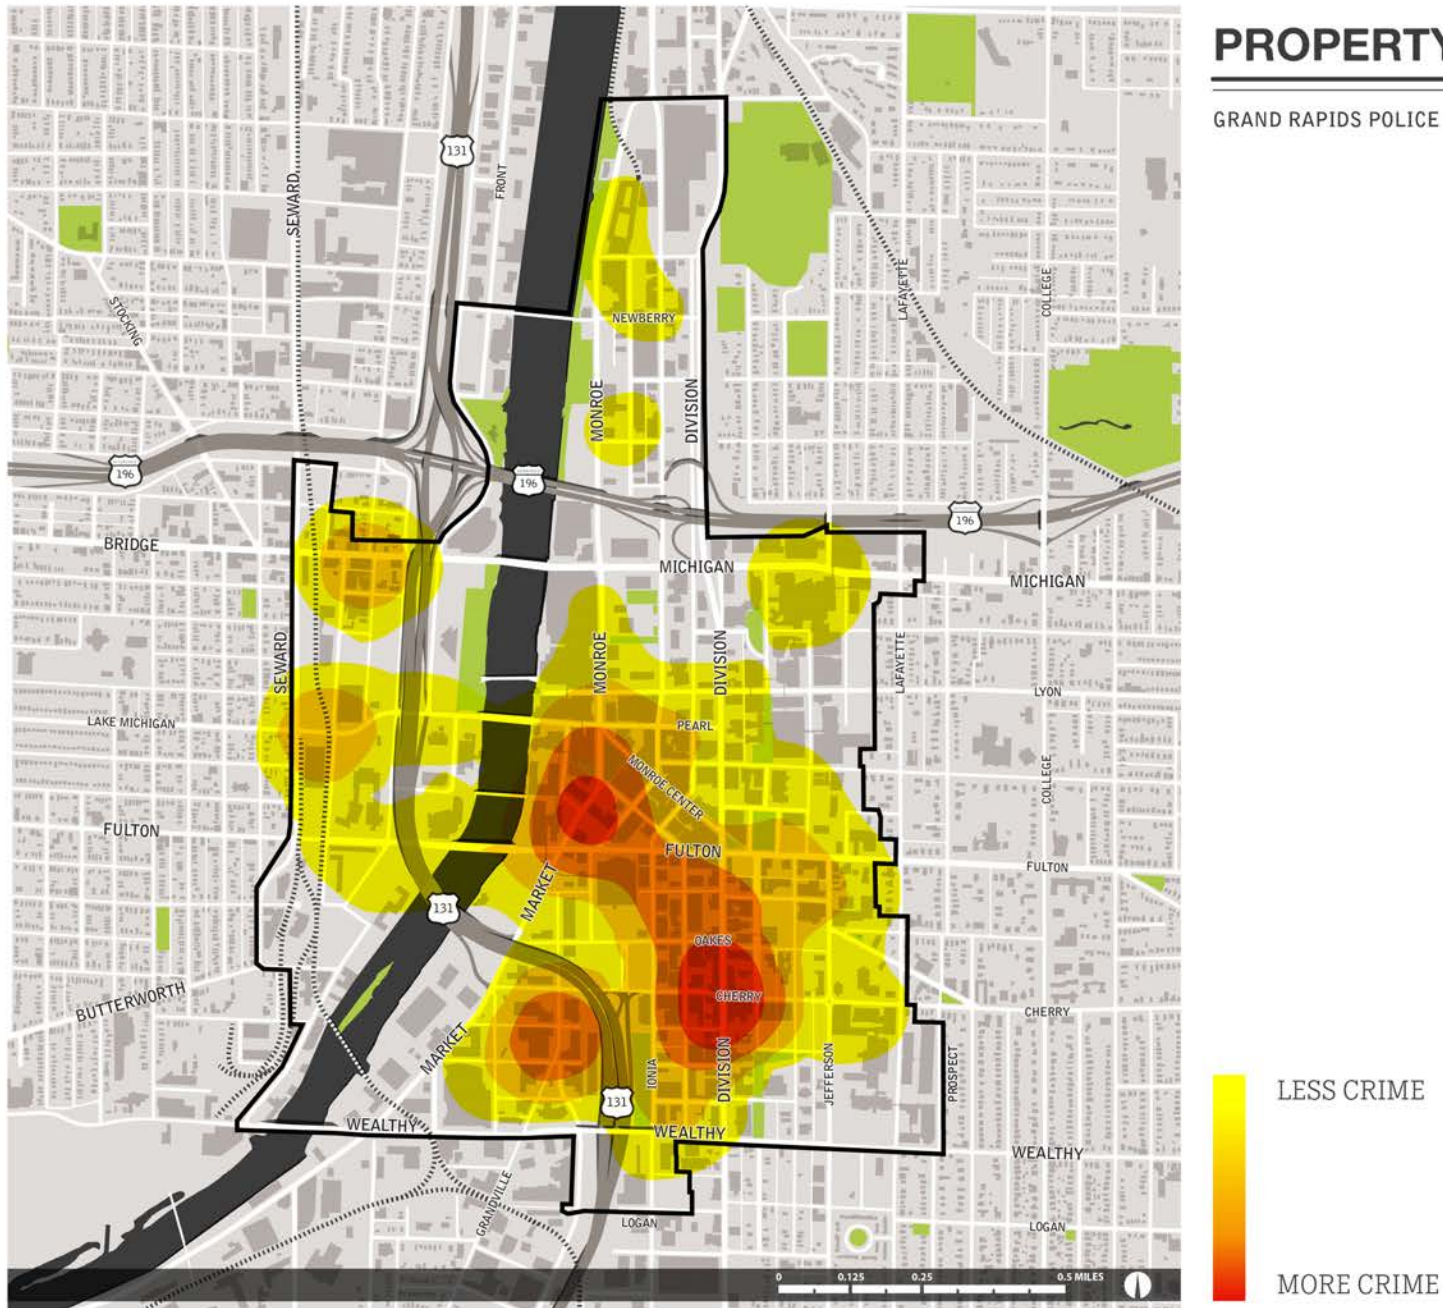 PROPERTY
GRAND RAPIDS POLICE
131
FRONT
SEWARD
STOCKING
LAFAYETTE
COLLEGE
NEWBERRY
MONROE
DIVISION
196
196
196
BRIDGE
MICHIGAN
MICHIGAN
SEWARD
MONROE
DIVISION
LAFAYETTE
LYON
LAKE MICHIGAN
PEARL
MONROE CENTER
COLLEGE
FULTON
FULTON
FULTON
MARKET
131
OAKES
CHERRY
CHERRY
BUTTERWORTH
MARKET
IONIA
DIVISION
JEFFERSON
PROSPECT
131
WEALTHY
WEALTHY
WEALTHY
GRANDVILLE
LOGAN
LOGAN
LESS CRIME
MORE CRIME
0 0.125 0.25 0.5 MILES